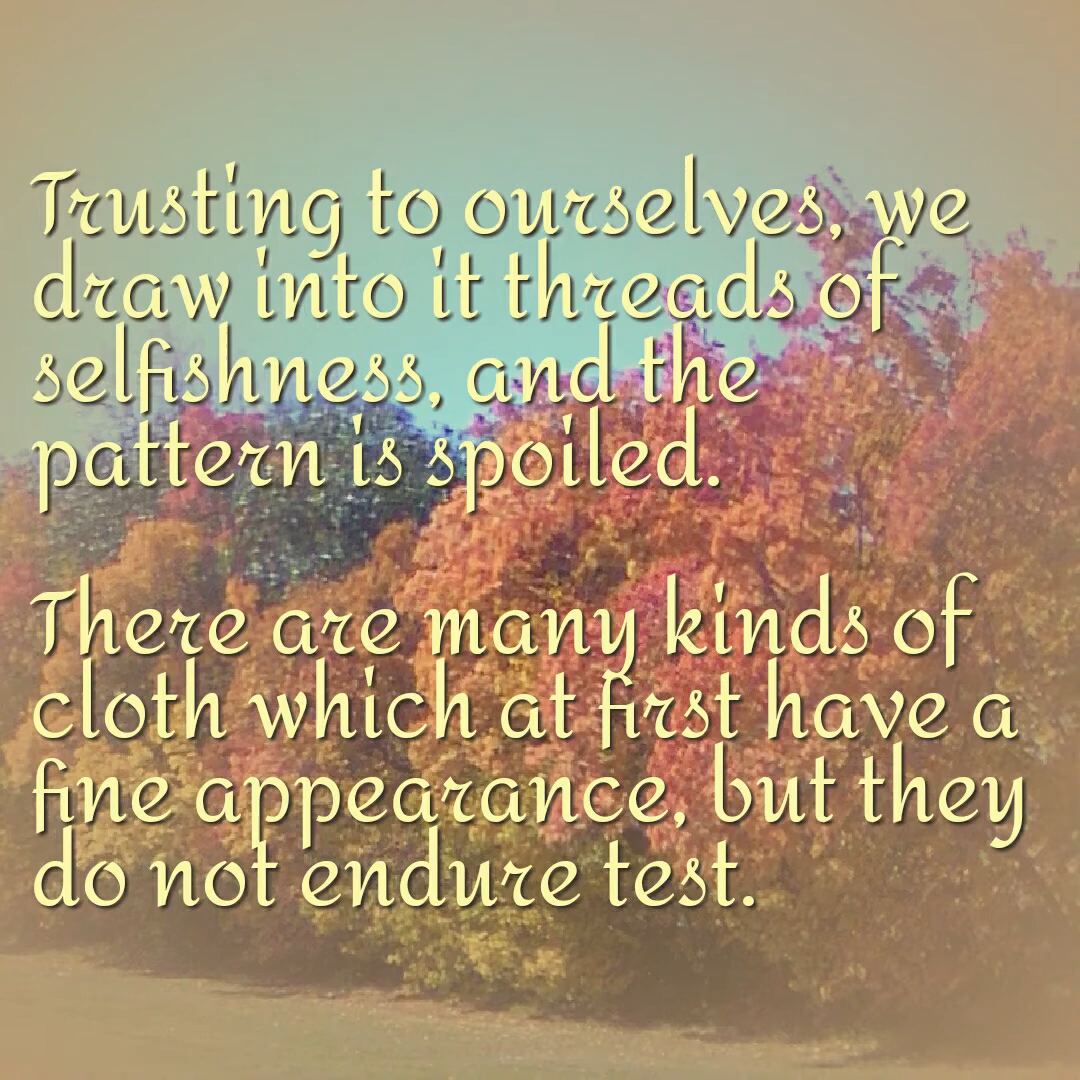 Trusting to ourselves, we
draw into it threads of
selfishness, and the
pattern is spoiled.
There are many kinds of
cloth which at first have a
fine appearance, but they
do not endure test.